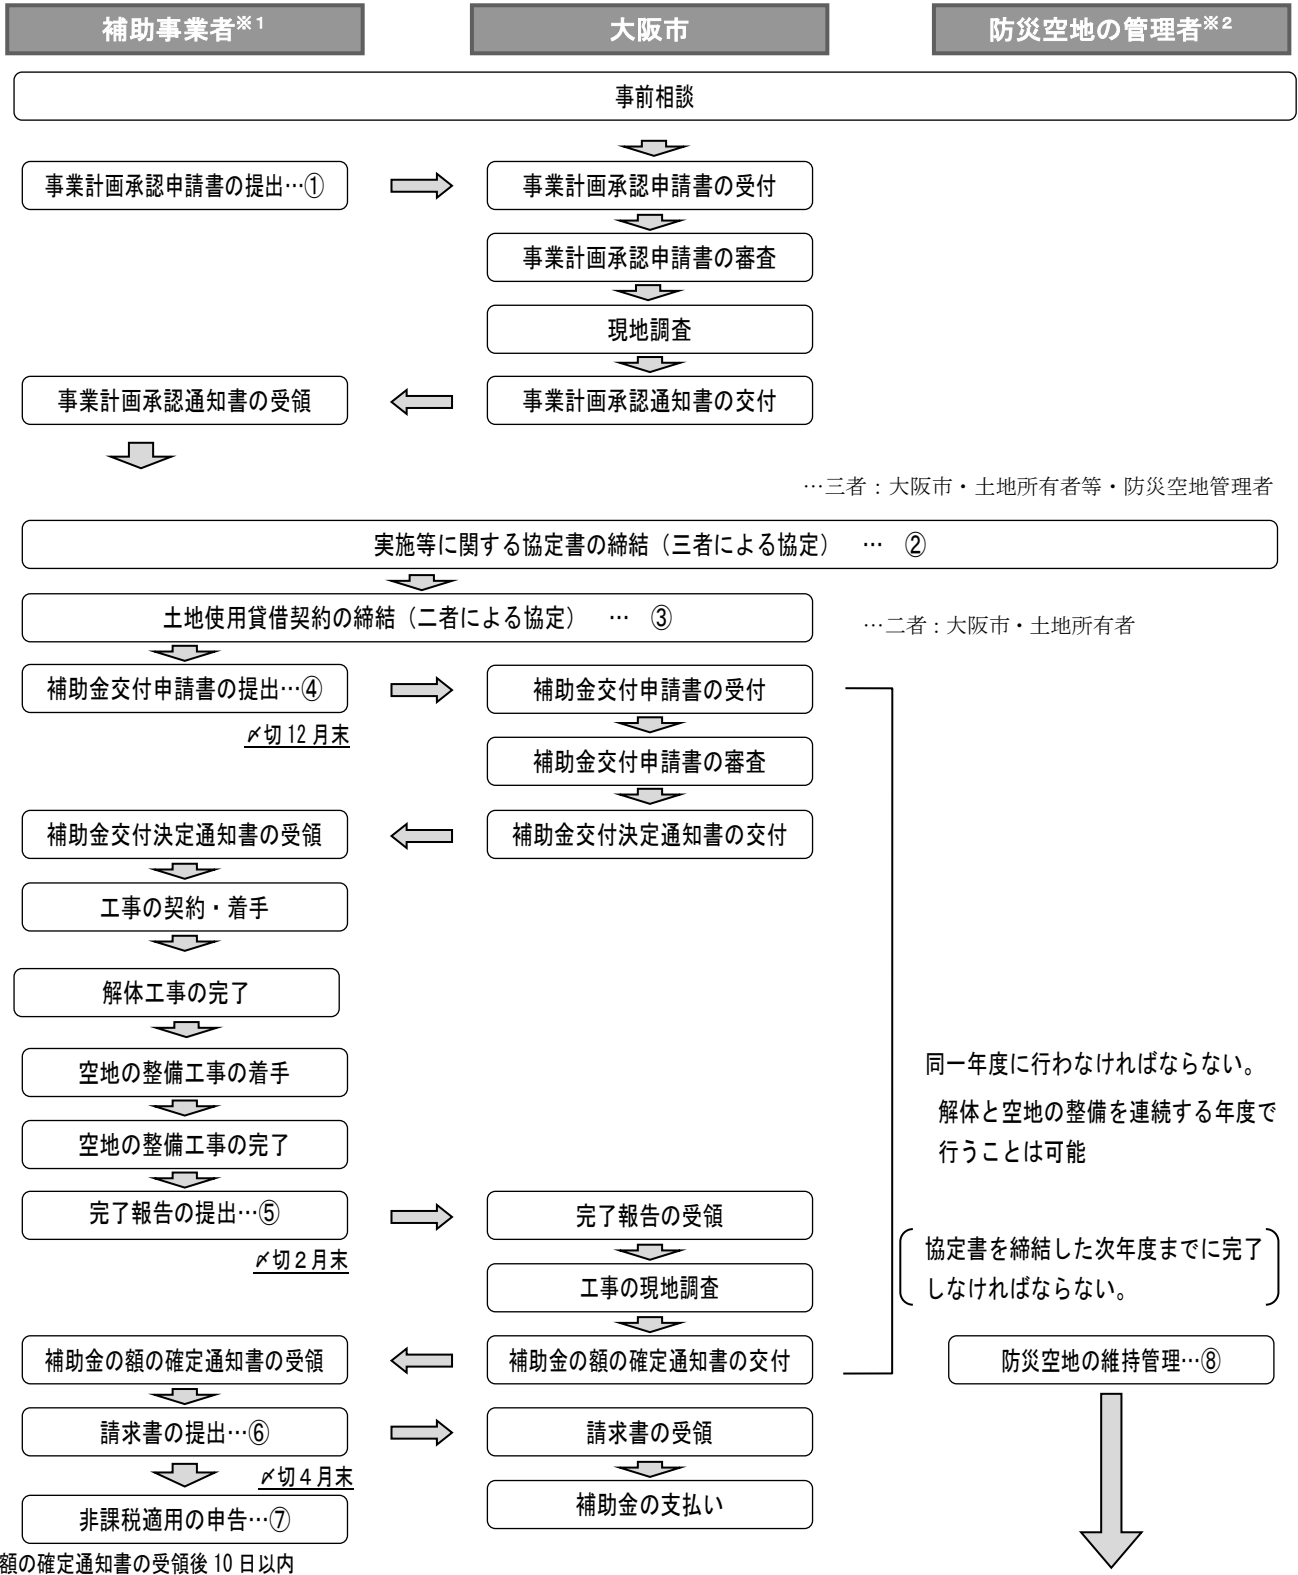 補助事業者※1
大阪市
防災空地の管理者※2
事前相談
事業計画承認申請書の提出…①
事業計画承認申請書の受付
事業計画承認申請書の審査
現地調査
事業計画承認通知書の受領
事業計画承認通知書の交付
…三者：大阪市・土地所有者等・防災空地管理者
実施等に関する協定書の締結（三者による協定） … ②
土地使用貸借契約の締結（二者による協定） … ③
…二者：大阪市・土地所有者
補助金交付申請書の提出…④
補助金交付申請書の受付
〆切12月末
補助金交付申請書の審査
補助金交付決定通知書の受領
補助金交付決定通知書の交付
工事の契約・着手
解体工事の完了
空地の整備工事の着手
同一年度に行わなければならない。
解体と空地の整備を連続する年度で
行うことは可能
空地の整備工事の完了
完了報告の提出…⑤
完了報告の受領
〆切2月末
協定書を締結した次年度までに完了
しなければならない。
工事の現地調査
補助金の額の確定通知書の受領
補助金の額の確定通知書の交付
防災空地の維持管理…⑧
請求書の提出…⑥
請求書の受領
〆切4月末
補助金の支払い
非課税適用の申告…⑦
額の確定通知書の受領後10日以内